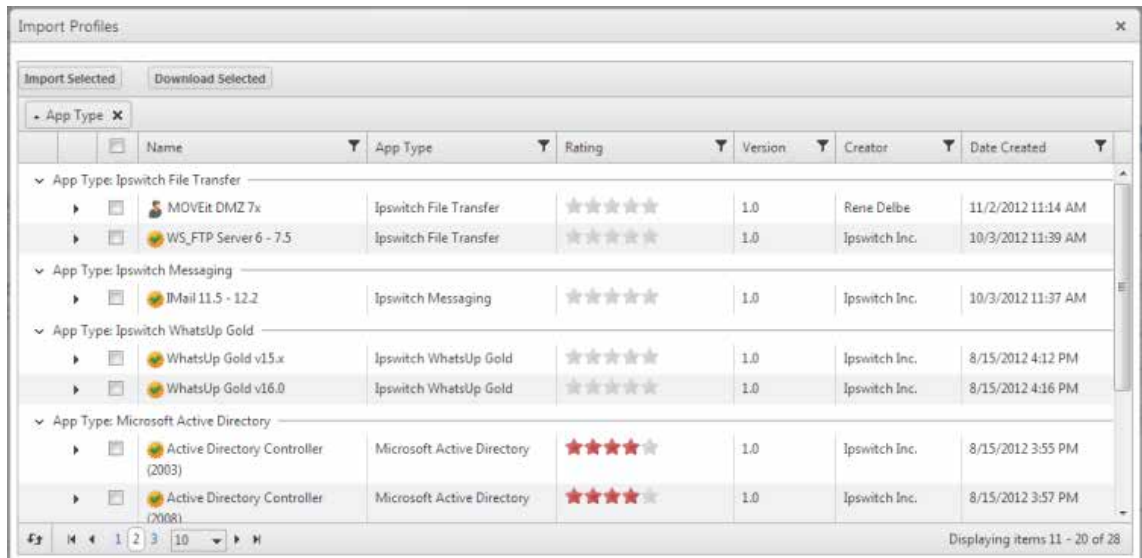 Import Profiles
Import Selected Download Selected
App Type
Name App Type Rating Version Creator Date Created
App Type: Ipswitch File Transfer
MOVEit DMZ 7x Ipswitch File Transfer 1.0 Rene Delbe 11/2/2012 11:14 AM
WS_FTP Server 6 - 7.5 Ipswitch File Transfer 1.0 Ipswitch Inc. 10/3/2012 11:39 AM
App Type: Ipswitch Messaging
IMail 11.5 - 12.2 Ipswitch Messaging 1.0 Ipswitch Inc. 10/3/2012 11:37 AM
App Type: Ipswitch WhatsUp Gold
WhatsUp Gold v15.x Ipswitch WhatsUp Gold 1.0 Ipswitch Inc. 8/15/2012 4:12 PM
WhatsUp Gold v16.0 Ipswitch WhatsUp Gold 1.0 Ipswitch Inc. 8/15/2012 4:16 PM
App Type: Microsoft Active Directory
Active Directory Controller Microsoft Active Directory 1.0 Ipswitch Inc. 8/15/2012 3:55 PM
(2003)
Active Directory Controller Microsoft Active Directory 1.0 Ipswitch Inc. 8/15/2012 3:57 PM
(2008)
1 2 3 10 Displaying items 11 - 20 of 28